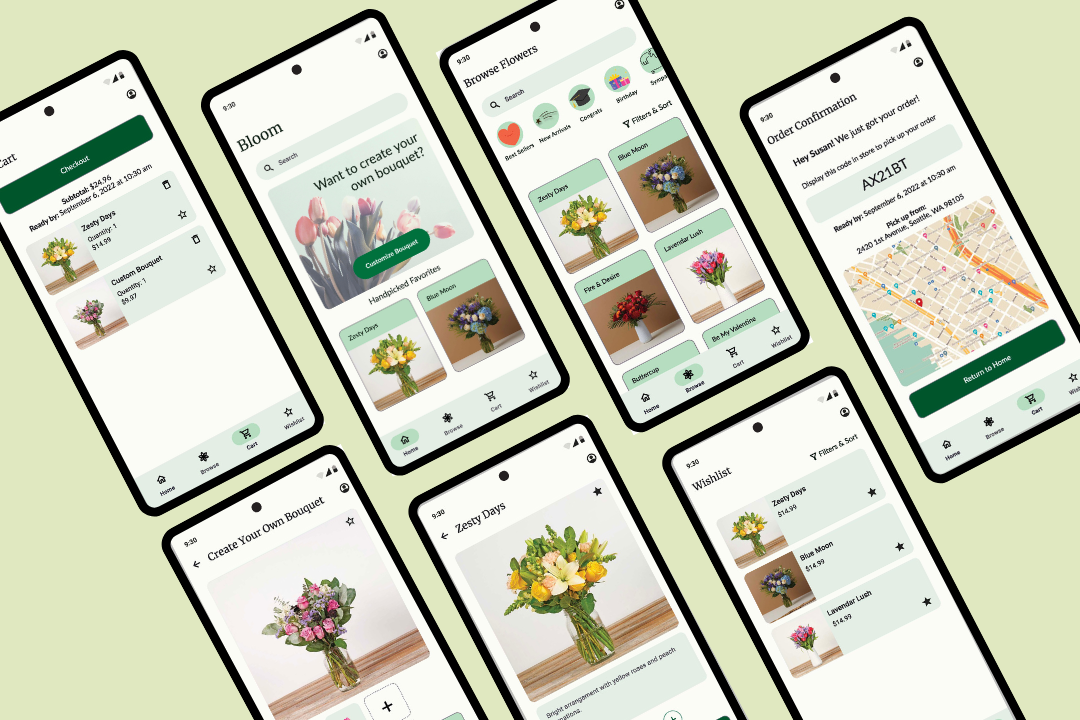 Cart
Checkout
Subtotal: $24.96
Ready by: September 6, 2022 at 10:30 am
Zesty Days
Quantity: 1
$14.99
Custom Bouquet
Quantity: 1
$9.97
Home
Browse
Cart
Wishlist
9:30
Bloom
Search
Want to create your
own bouquet?
Customize Bouquet
Handpicked Favorites
Zesty Days
Blue Moon
Home
Browse
Cart
Wishlist
9:30
Browse Flowers
Search
Best Sellers
New Arrivals
Congrats
Birthday
Sympa
Filters & Sort
Zesty Days
Blue Moon
Fire & Desire
Lavendar Lush
Buttercup
Be My Valentine
Home
Browse
Cart
Wishlist
9:30
Order Confirmation
Hey Susan! We just got your order!
Display this code in store to pick up your order
AX21BT
Ready by: September 6, 2022 at 10:30 am
Pick up from:
2420 1st Avenue, Seattle, WA 98105
Return to Home
Home
Browse
Cart
Wish
9:30
Create Your Own Bouquet
9:30
Zesty Days
Bright arrangement with yellow roses and peach
9:30
Wishlist
Filters & Sort
Zesty Days
$14.99
Blue Moon
$14.99
Lavendar Lush
$14.99